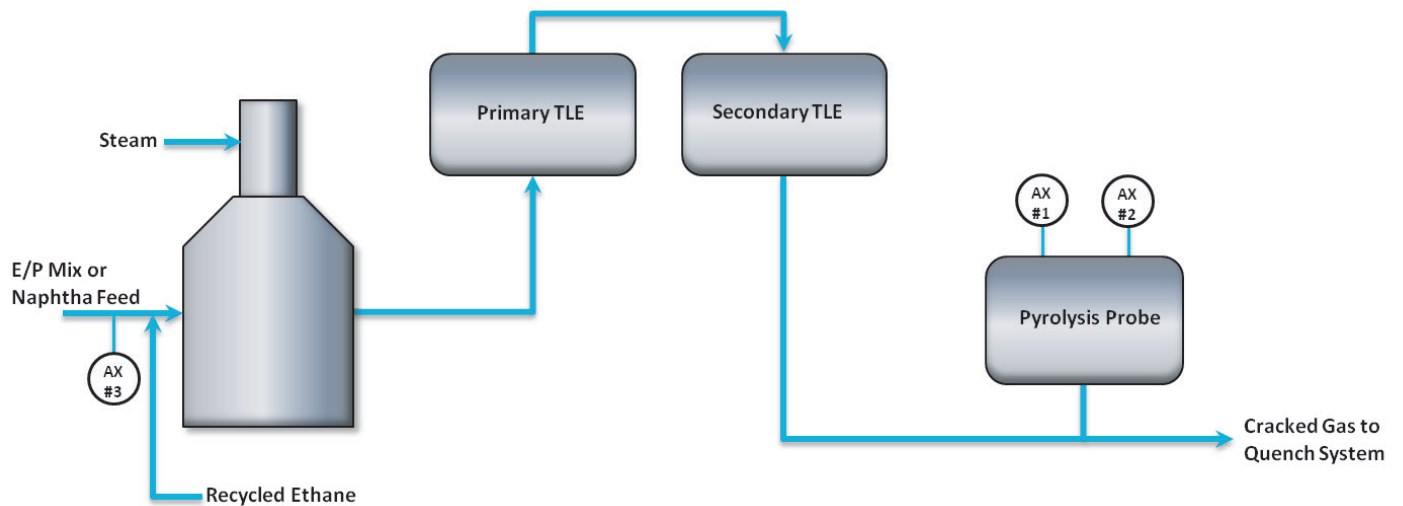 Primary TLE
Secondary TLE
Steam
AX
#1
AX
#2
E/P Mix or
Naphtha Feed
Pyrolysis Probe
AX
#3
Cracked Gas to
Quench System
Recycled Ethane